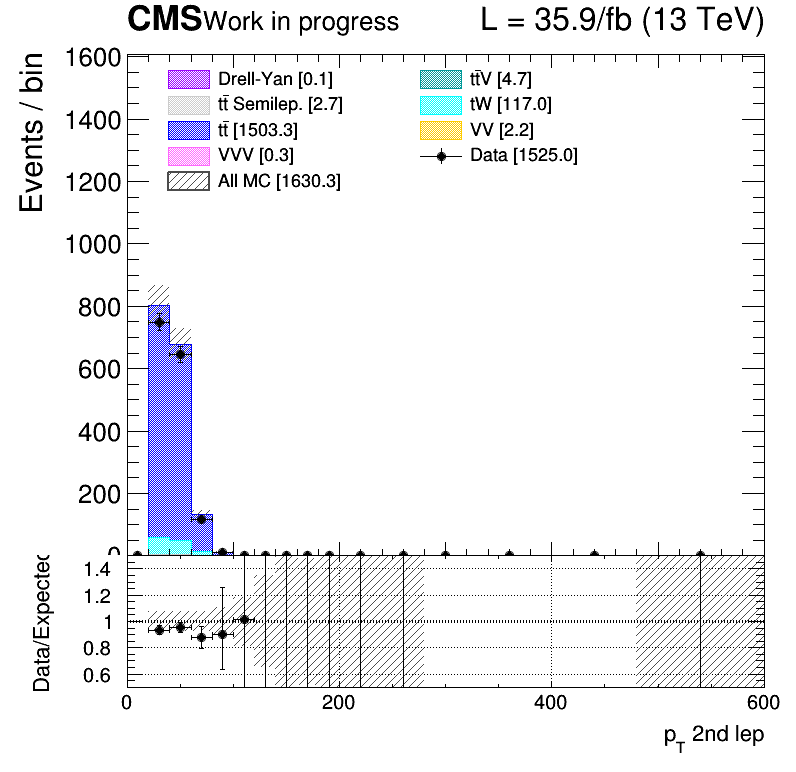 CMS Work in progress L = 35.9/fb (13 TeV)
Events / bin
1600
1400
1200
1000
800
600
400
200
0
Drell-Yan [0.1]
tt̄ Semilep. [2.7]
tt̄ [1503.3]
VVV [0.3]
All MC [1630.3]
tt̄V [4.7]
tW [117.0]
VV [2.2]
Data [1525.0]
Data/Expected
1.4
1.2
1
0.8
0.6
0 200 400 600
pT 2nd lep